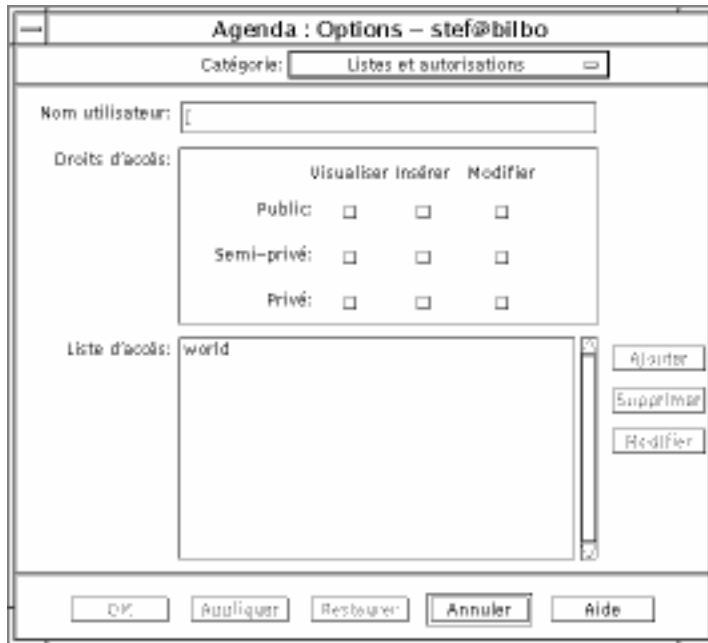 Agenda : Options – stef@bilbo
Catégorie: Listes et autorisations
Nom utilisateur:
Droits d'accès:
Visualiser Insérer Modifier
Public:
Semi-privé:
Privé:
Liste d'accès: world
Ajouter
Supprimer
Modifier
OK Appliquer Restaurer Annuler Aide